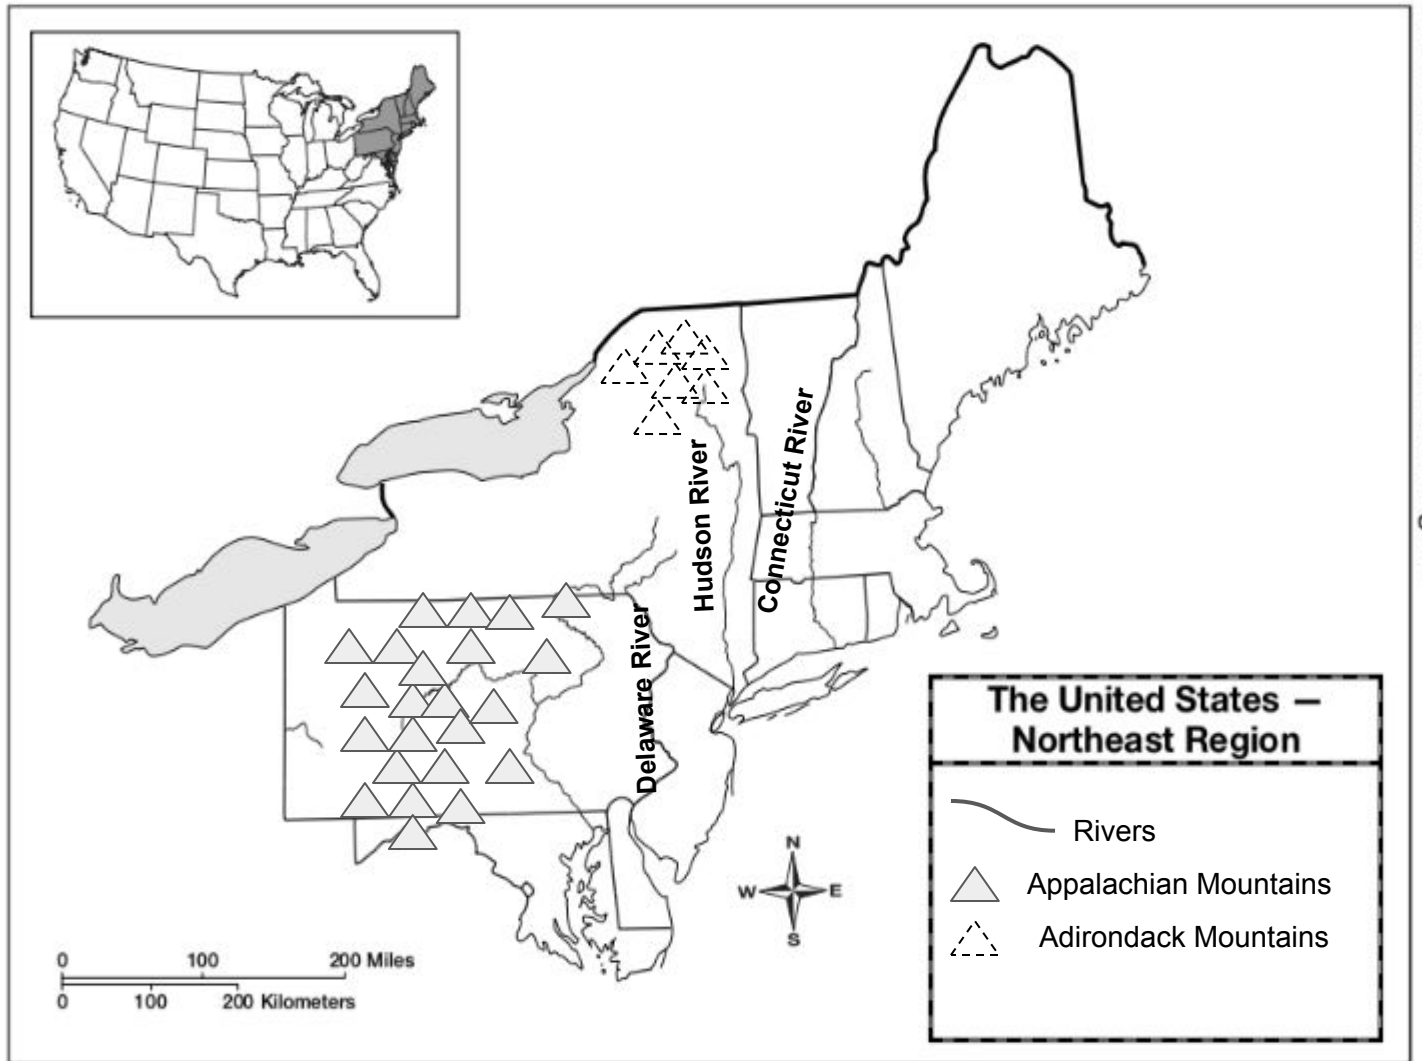 Hudson River
Connecticut River
Delaware River
The United States —
Northeast Region
Rivers
Appalachian Mountains
Adirondack Mountains
N
W E
S
0 100 200 Miles
0 100 200 Kilometers